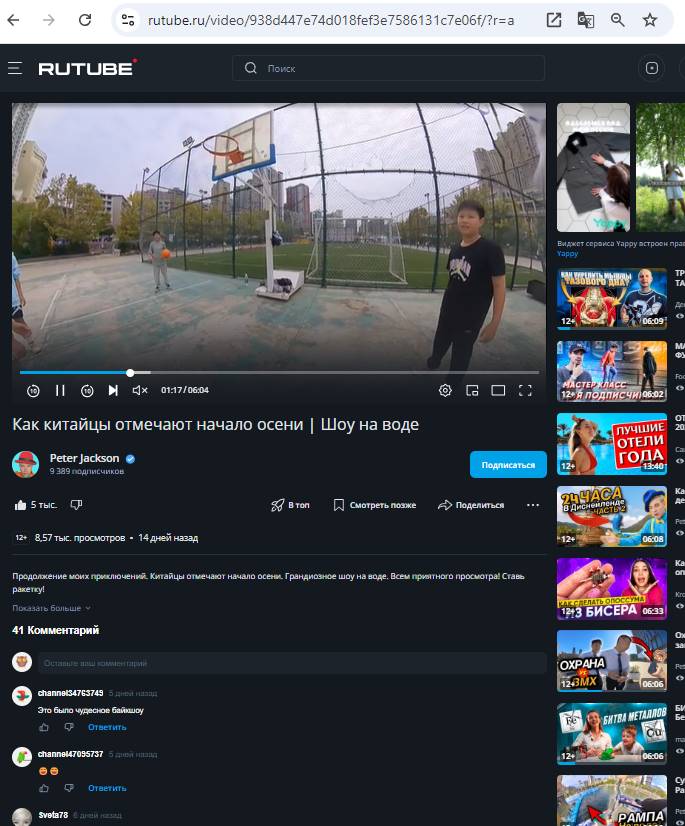 rutube.ru/video/938d447e74d018fef3e7586131c7e06f/?r=a
RUTUBE
Поиск
01:17 / 06:04
Как китайцы отмечают начало осени | Шоу на воде
Peter Jackson
9 389 подписчиков
Подписаться
5 тыс.
В топ
Смотреть позже
Поделиться
12+ 8,57 тыс. просмотров • 14 дней назад
Продолжение моих приключений. Китайцы отмечают начало осени. Грандиозное шоу на воде. Всем приятного просмотра! Ставь
ракетку!
Показать больше
41 Комментарий
Оставьте ваш комментарий
channel34763749 5 дней назад
Это было чудесное байкшоу
Ответить
channel47095737 5 дней назад
😄😄
Ответить
Sveta78 6 дней назад
Yappy
Виджет сервиса Yappy встроен
Yappy
КАК УКРЕПИТЬ МЫШЦЫ
ТАЗОВОГО ДНА?
12+ 06:09
МАСТЕР КЛАСС
Я ПОДПИСЧИ
12+ 06:02
ЛУЧШИЕ
ОТЕЛИ
ГОДА
12+ 13:40
24 ЧАСА
В Диснейленде
ЧАСТЬ 2
12+ 06:08
КАК СДЕЛАТЬ ОПОССУМА
ИЗ БИСЕРА
12+ 06:33
ОХРАНА
VS
BMX
12+ 06:06
Fe
БИТВА МЕТАЛЛОВ
Cu
12+ 06:06
РАМПА